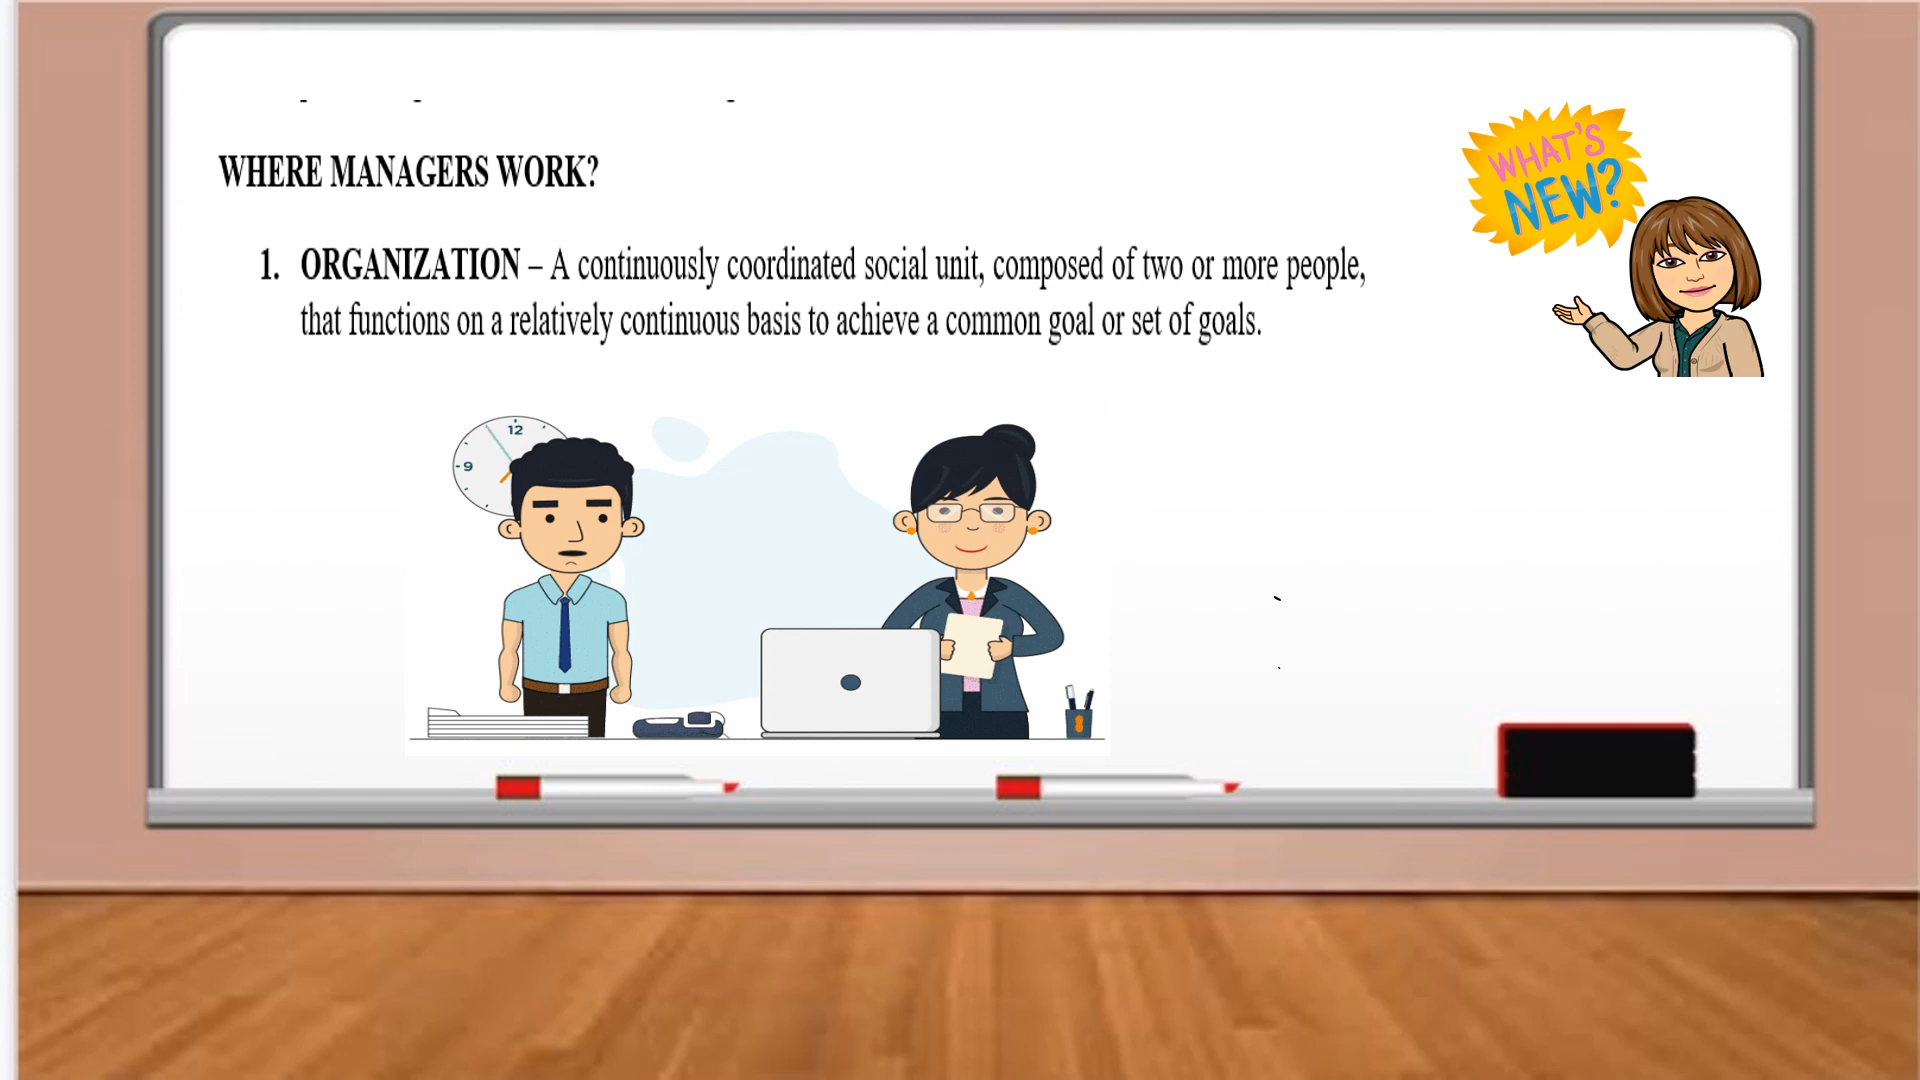 WHERE MANAGERS WORK?
WHAT'S
NEW?
1. ORGANIZATION – A continuously coordinated social unit, composed of two or more people,
that functions on a relatively continuous basis to achieve a common goal or set of goals.
12
9